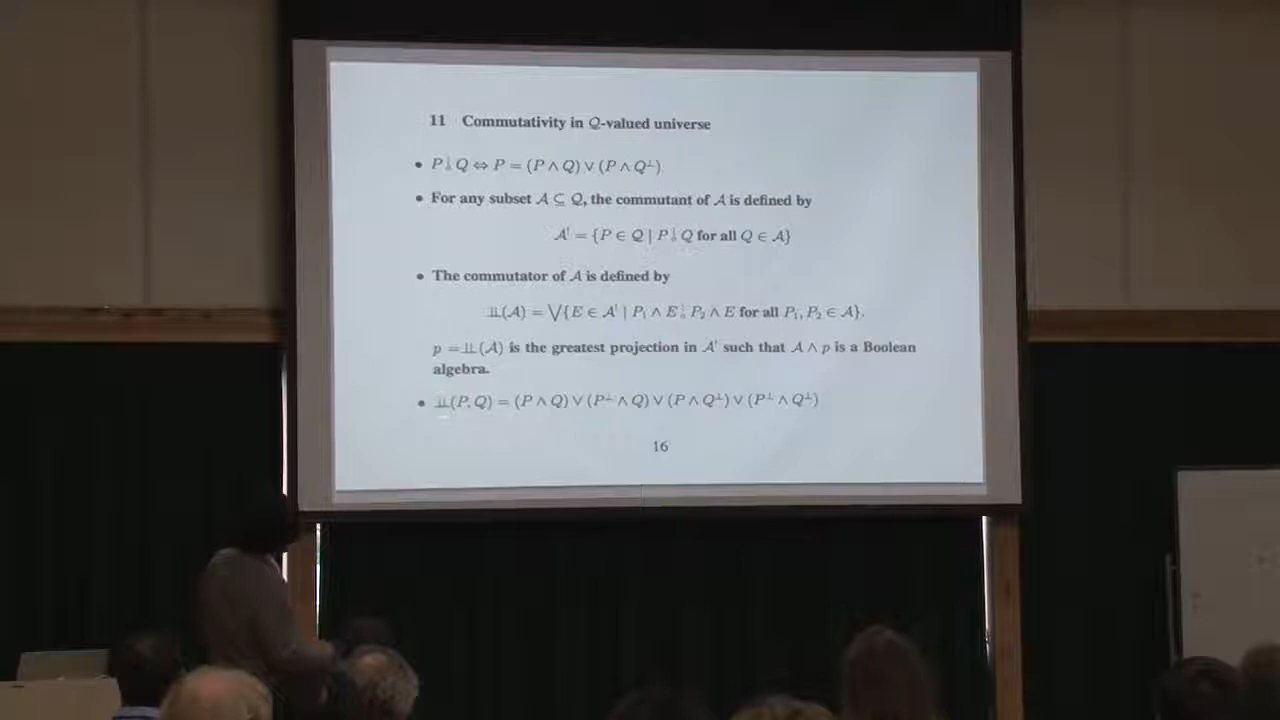 11 Commutativity in 𝒬-valued universe
• P ⫰ Q ⇔ P = (P ∧ Q) ∨ (P ∧ Q⊥).
• For any subset 𝒜 ⊆ 𝒬, the commutant of 𝒜 is defined by
𝒜! = {P ∈ 𝒬 | P ⫰ Q for all Q ∈ 𝒜}
• The commutator of 𝒜 is defined by
⫫(𝒜) = ⋁{E ∈ 𝒜! | P₁ ∧ E ⫰ P₂ ∧ E for all P₁, P₂ ∈ 𝒜}.
p = ⫫(𝒜) is the greatest projection in 𝒜! such that 𝒜 ∧ p is a Boolean
algebra.
• ⫫(P, Q) = (P ∧ Q) ∨ (P⊥ ∧ Q) ∨ (P ∧ Q⊥) ∨ (P⊥ ∧ Q⊥)
16